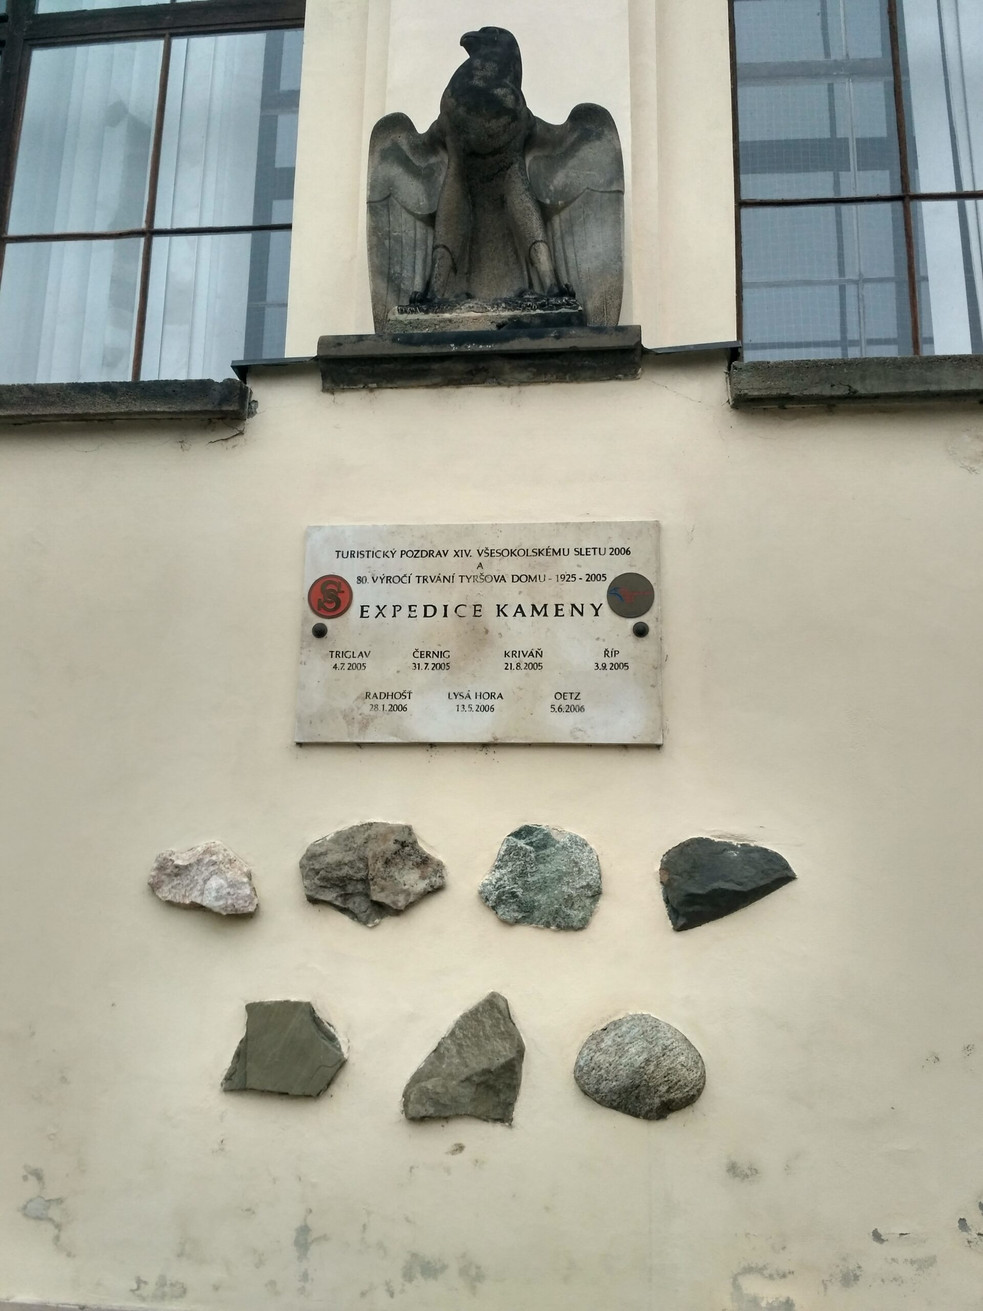 TURISTICKÝ POZDRAV XIV. VŠESOKOLSKÉMU SLETU 2006
A
80. VÝROČÍ TRVÁNÍ TYRŠOVA DOMU - 1925 - 2005
EXPEDICE KAMENY
TRIGLAV ČERNIG KRIVÁŇ ŘÍP
4.7.2005 31.7.2005 21.8.2005 3.9.2005
RADHOŠŤ LYSÁ HORA OETZ
28.1.2006 13.5.2006 5.6.2006